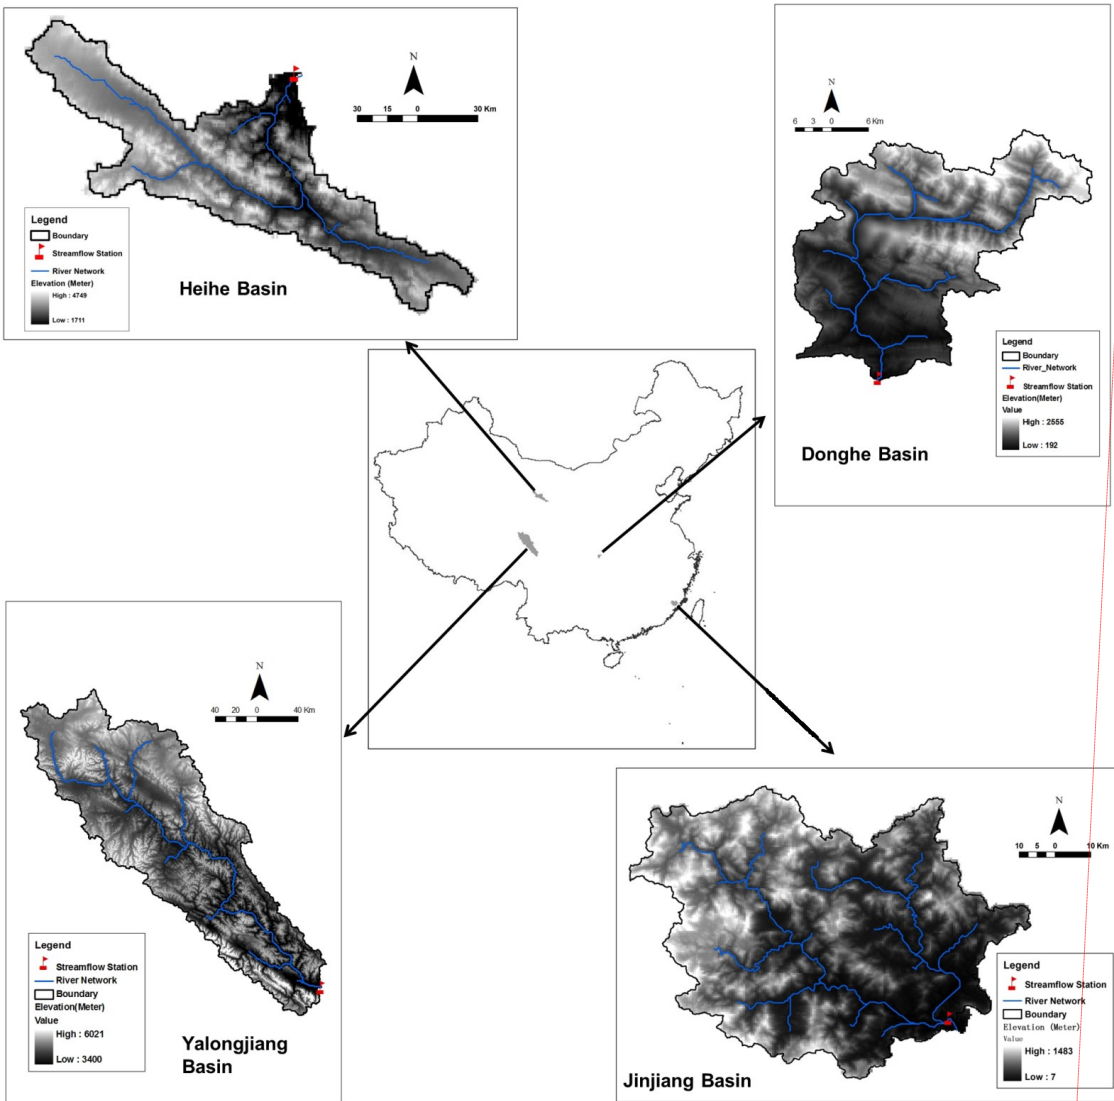 N
30 15 0 30 Km
Legend
Boundary
Streamflow Station
River Network
Elevation (Meter)
High : 4749
Low : 1711
Heihe Basin
N
6 3 0 6 Km
Legend
Boundary
River_Network
Streamflow Station
Elevation(Meter)
Value
High : 2555
Low : 192
Donghe Basin
N
40 20 0 40 Km
Legend
Streamflow Station
River Network
Boundary
Elevation(Meter)
Value
High : 6021
Low : 3400
Yalongjiang
Basin
N
10 5 0 10 Km
Legend
Streamflow Station
River Network
Boundary
Elevation (Meter)
Value
High : 1483
Low : 7
Jinjiang Basin